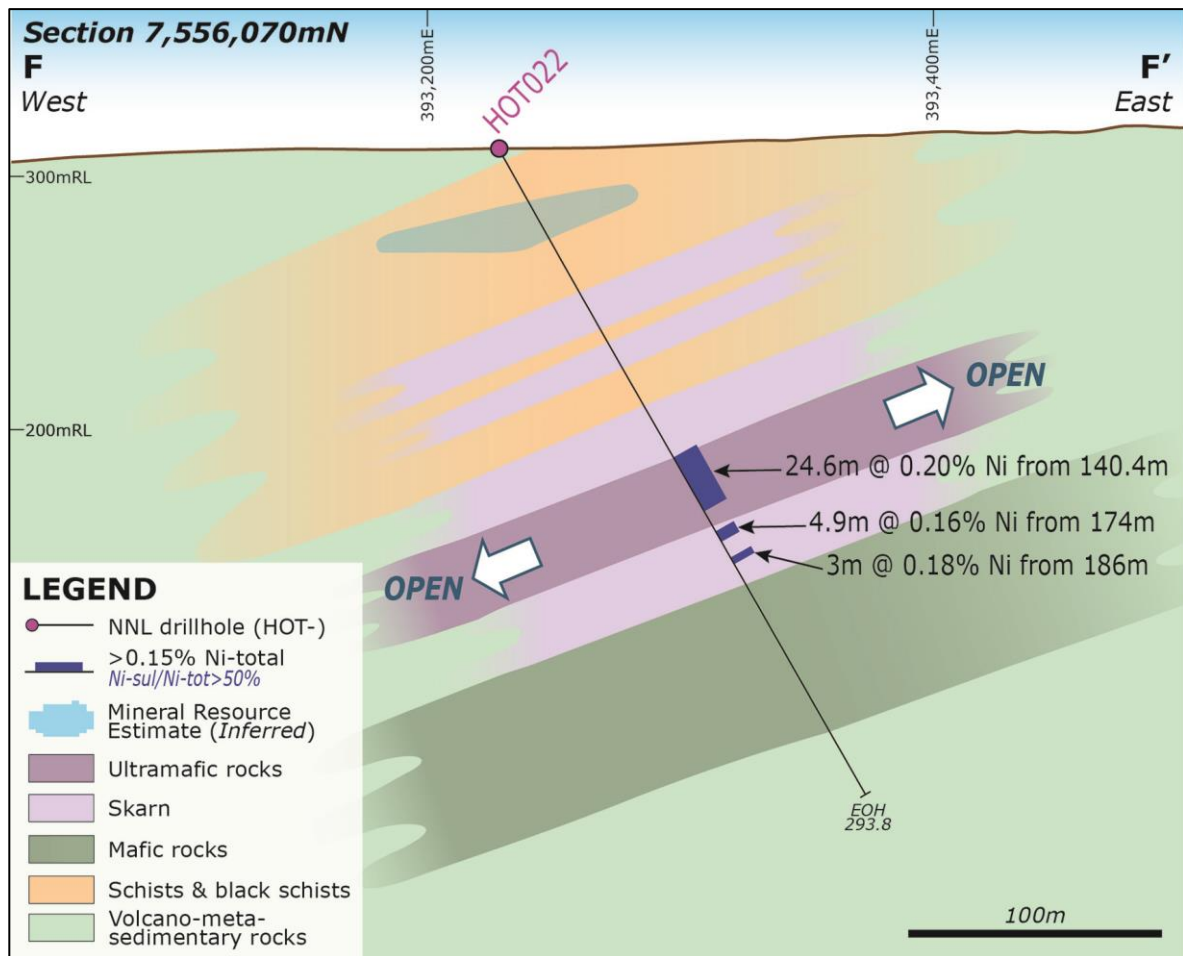 Section 7,556,070mN
F
West
393,200mE
HOT022
393,400mE
F'
East
300mRL
200mRL
OPEN
24.6m @ 0.20% Ni from 140.4m
4.9m @ 0.16% Ni from 174m
3m @ 0.18% Ni from 186m
OPEN
LEGEND
NNL drillhole (HOT-)
>0.15% Ni-total
Ni-sul/Ni-tot>50%
Mineral Resource
Estimate (Inferred)
Ultramafic rocks
Skarn
Mafic rocks
Schists & black schists
Volcano-meta-
sedimentary rocks
EOH
293.8
100m